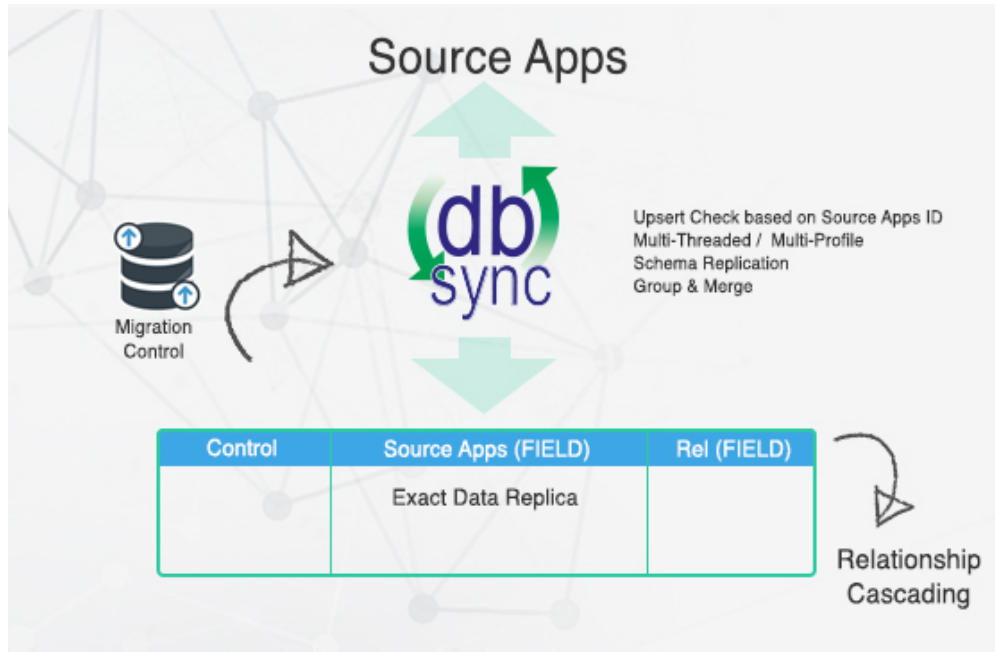 Source Apps
db
sync
Upsert Check based on Source Apps ID
Multi-Threaded / Multi-Profile
Schema Replication
Group & Merge
Migration
Control
Control
Source Apps (FIELD)
Rel (FIELD)
Exact Data Replica
Relationship
Cascading